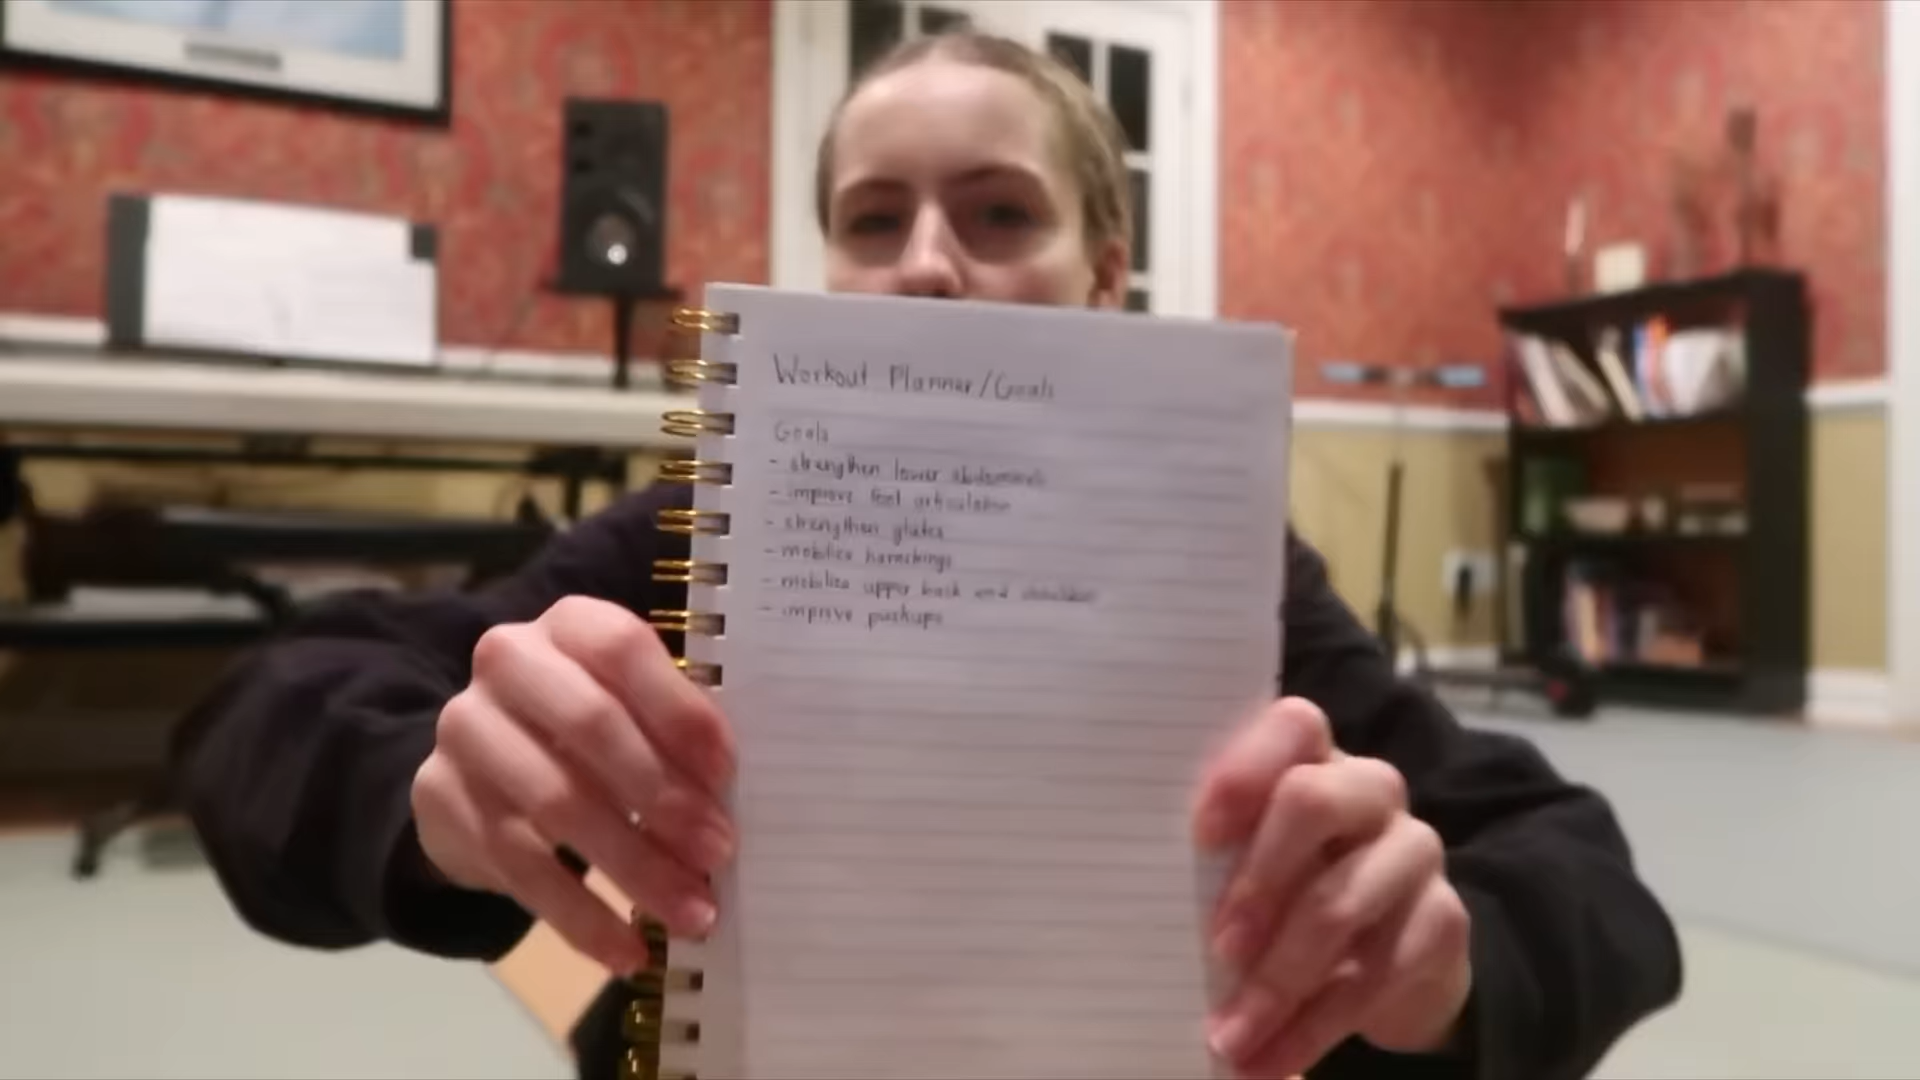 Workout Planner/Goals
Goals
- strengthen lower abdominals
- improve foot articulation
- strengthen glutes
- mobilize hamstrings
- mobilize upper back and shoulders
- improve pushups